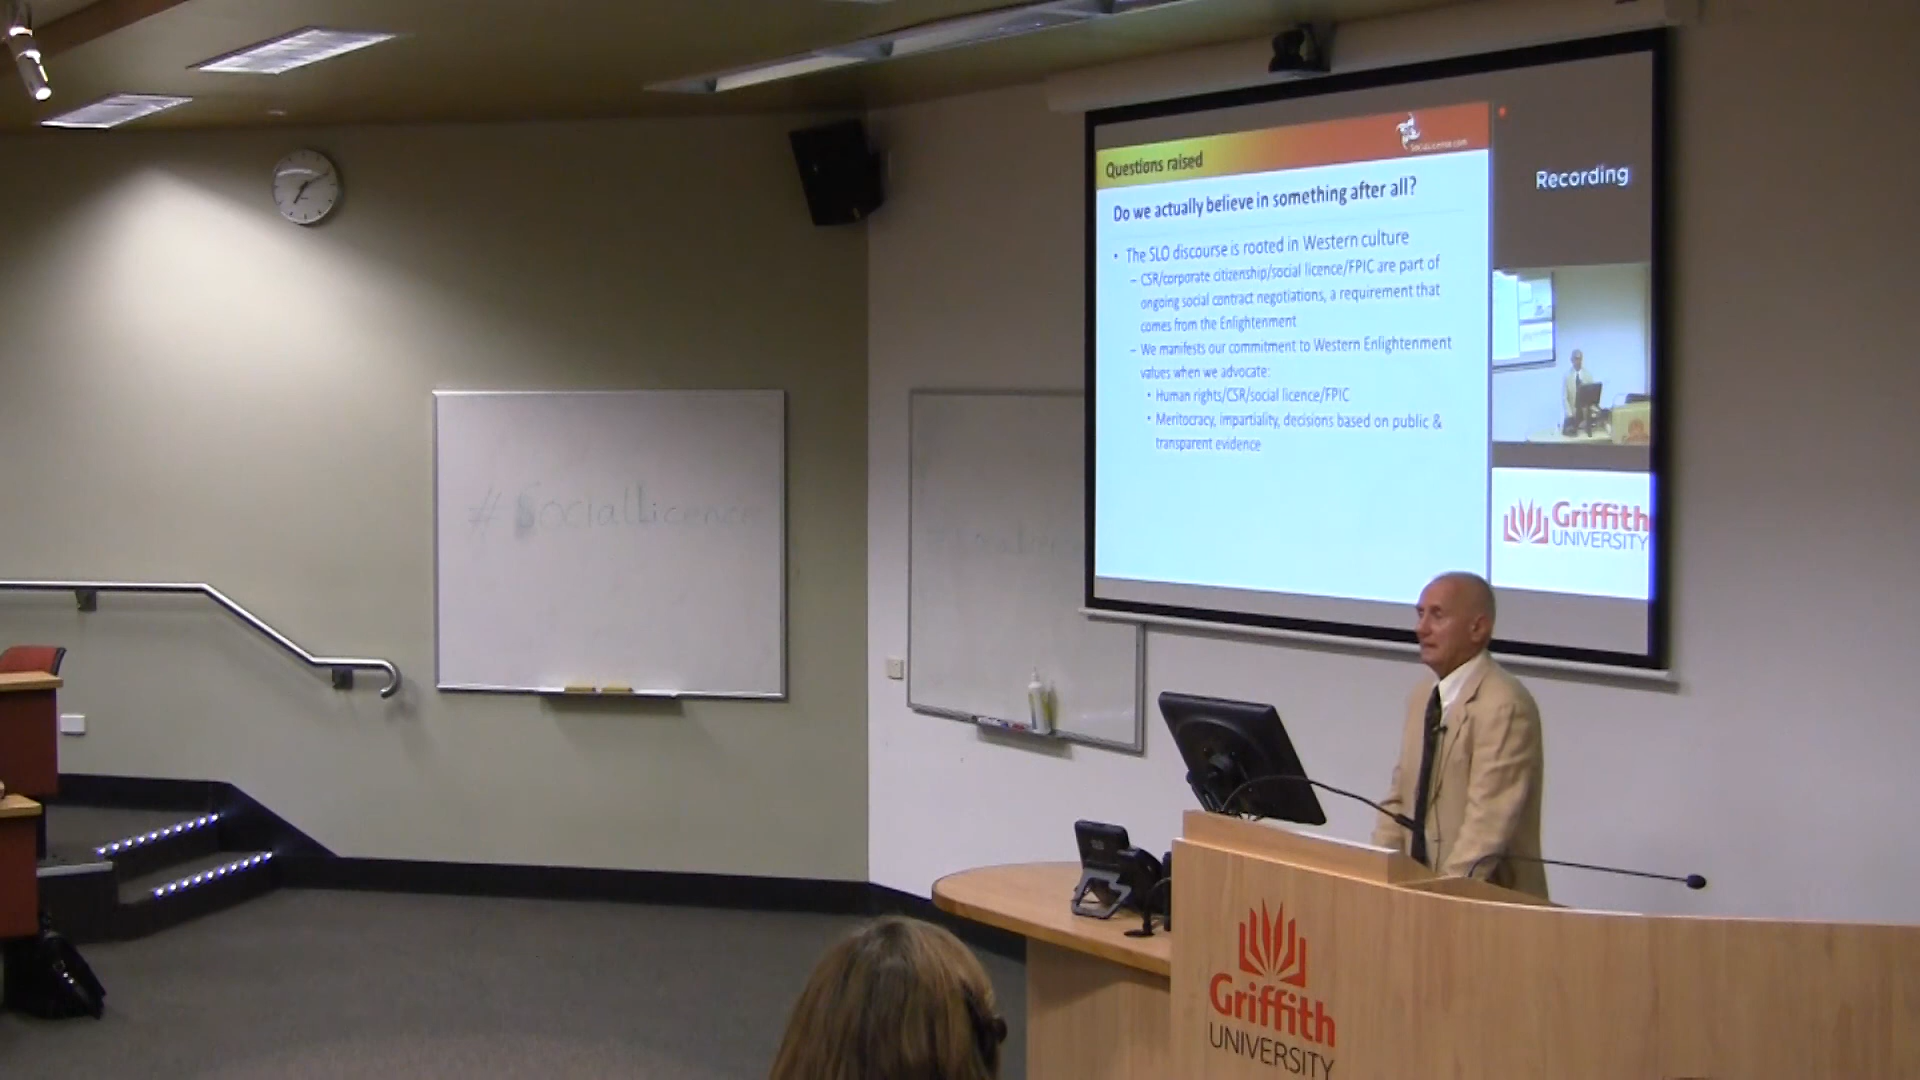 SociaLicense.com
Questions raised
Do we actually believe in something after all?
• The SLO discourse is rooted in Western culture
– CSR/corporate citizenship/social licence/FPIC are part of
ongoing social contract negotiations, a requirement that
comes from the Enlightenment
– We manifests our commitment to Western Enlightenment
values when we advocate:
• Human rights/CSR/social licence/FPIC
• Meritocracy, impartiality, decisions based on public &
transparent evidence
Recording
Griffith
UNIVERSITY
#SocialLicence
Griffith
UNIVERSITY